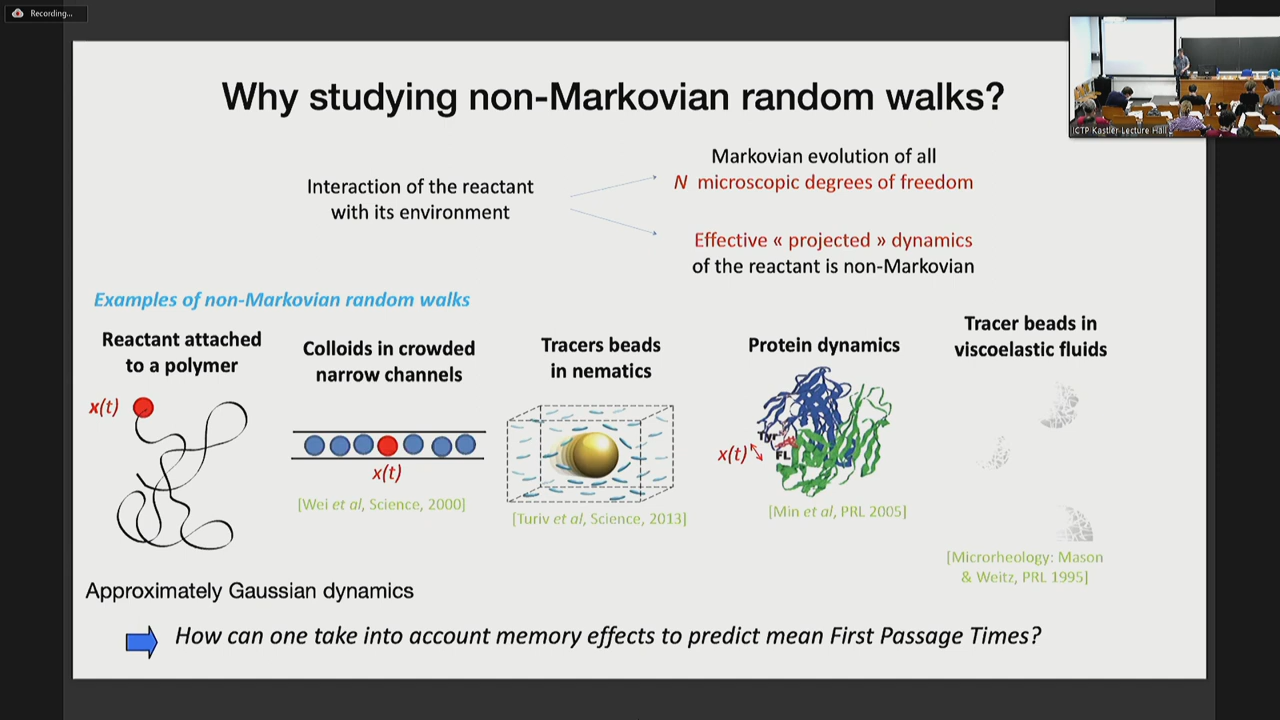 Recording...
ICTP Kastler Lecture Hall
Why studying non-Markovian random walks?
Interaction of the reactant
with its environment
Markovian evolution of all
N microscopic degrees of freedom
Effective « projected » dynamics
of the reactant is non-Markovian
Examples of non-Markovian random walks
Reactant attached
to a polymer
x(t)
Colloids in crowded
narrow channels
x(t)
[Wei et al, Science, 2000]
Tracers beads
in nematics
[Turiv et al, Science, 2013]
Protein dynamics
Tyr
x(t)
FL
[Min et al, PRL 2005]
Tracer beads in
viscoelastic fluids
[Microrheology: Mason
& Weitz, PRL 1995]
Approximately Gaussian dynamics
How can one take into account memory effects to predict mean First Passage Times?